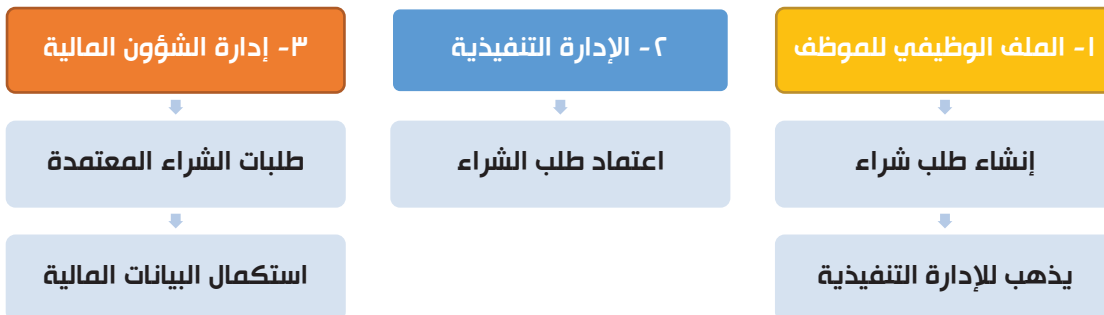 ١- الملف الوظيفي للموظف
إنشاء طلب شراء
يذهب للإدارة التنفيذية
٢- الإدارة التنفيذية
اعتماد طلب الشراء
٣- إدارة الشؤون المالية
طلبات الشراء المعتمدة
استكمال البيانات المالية